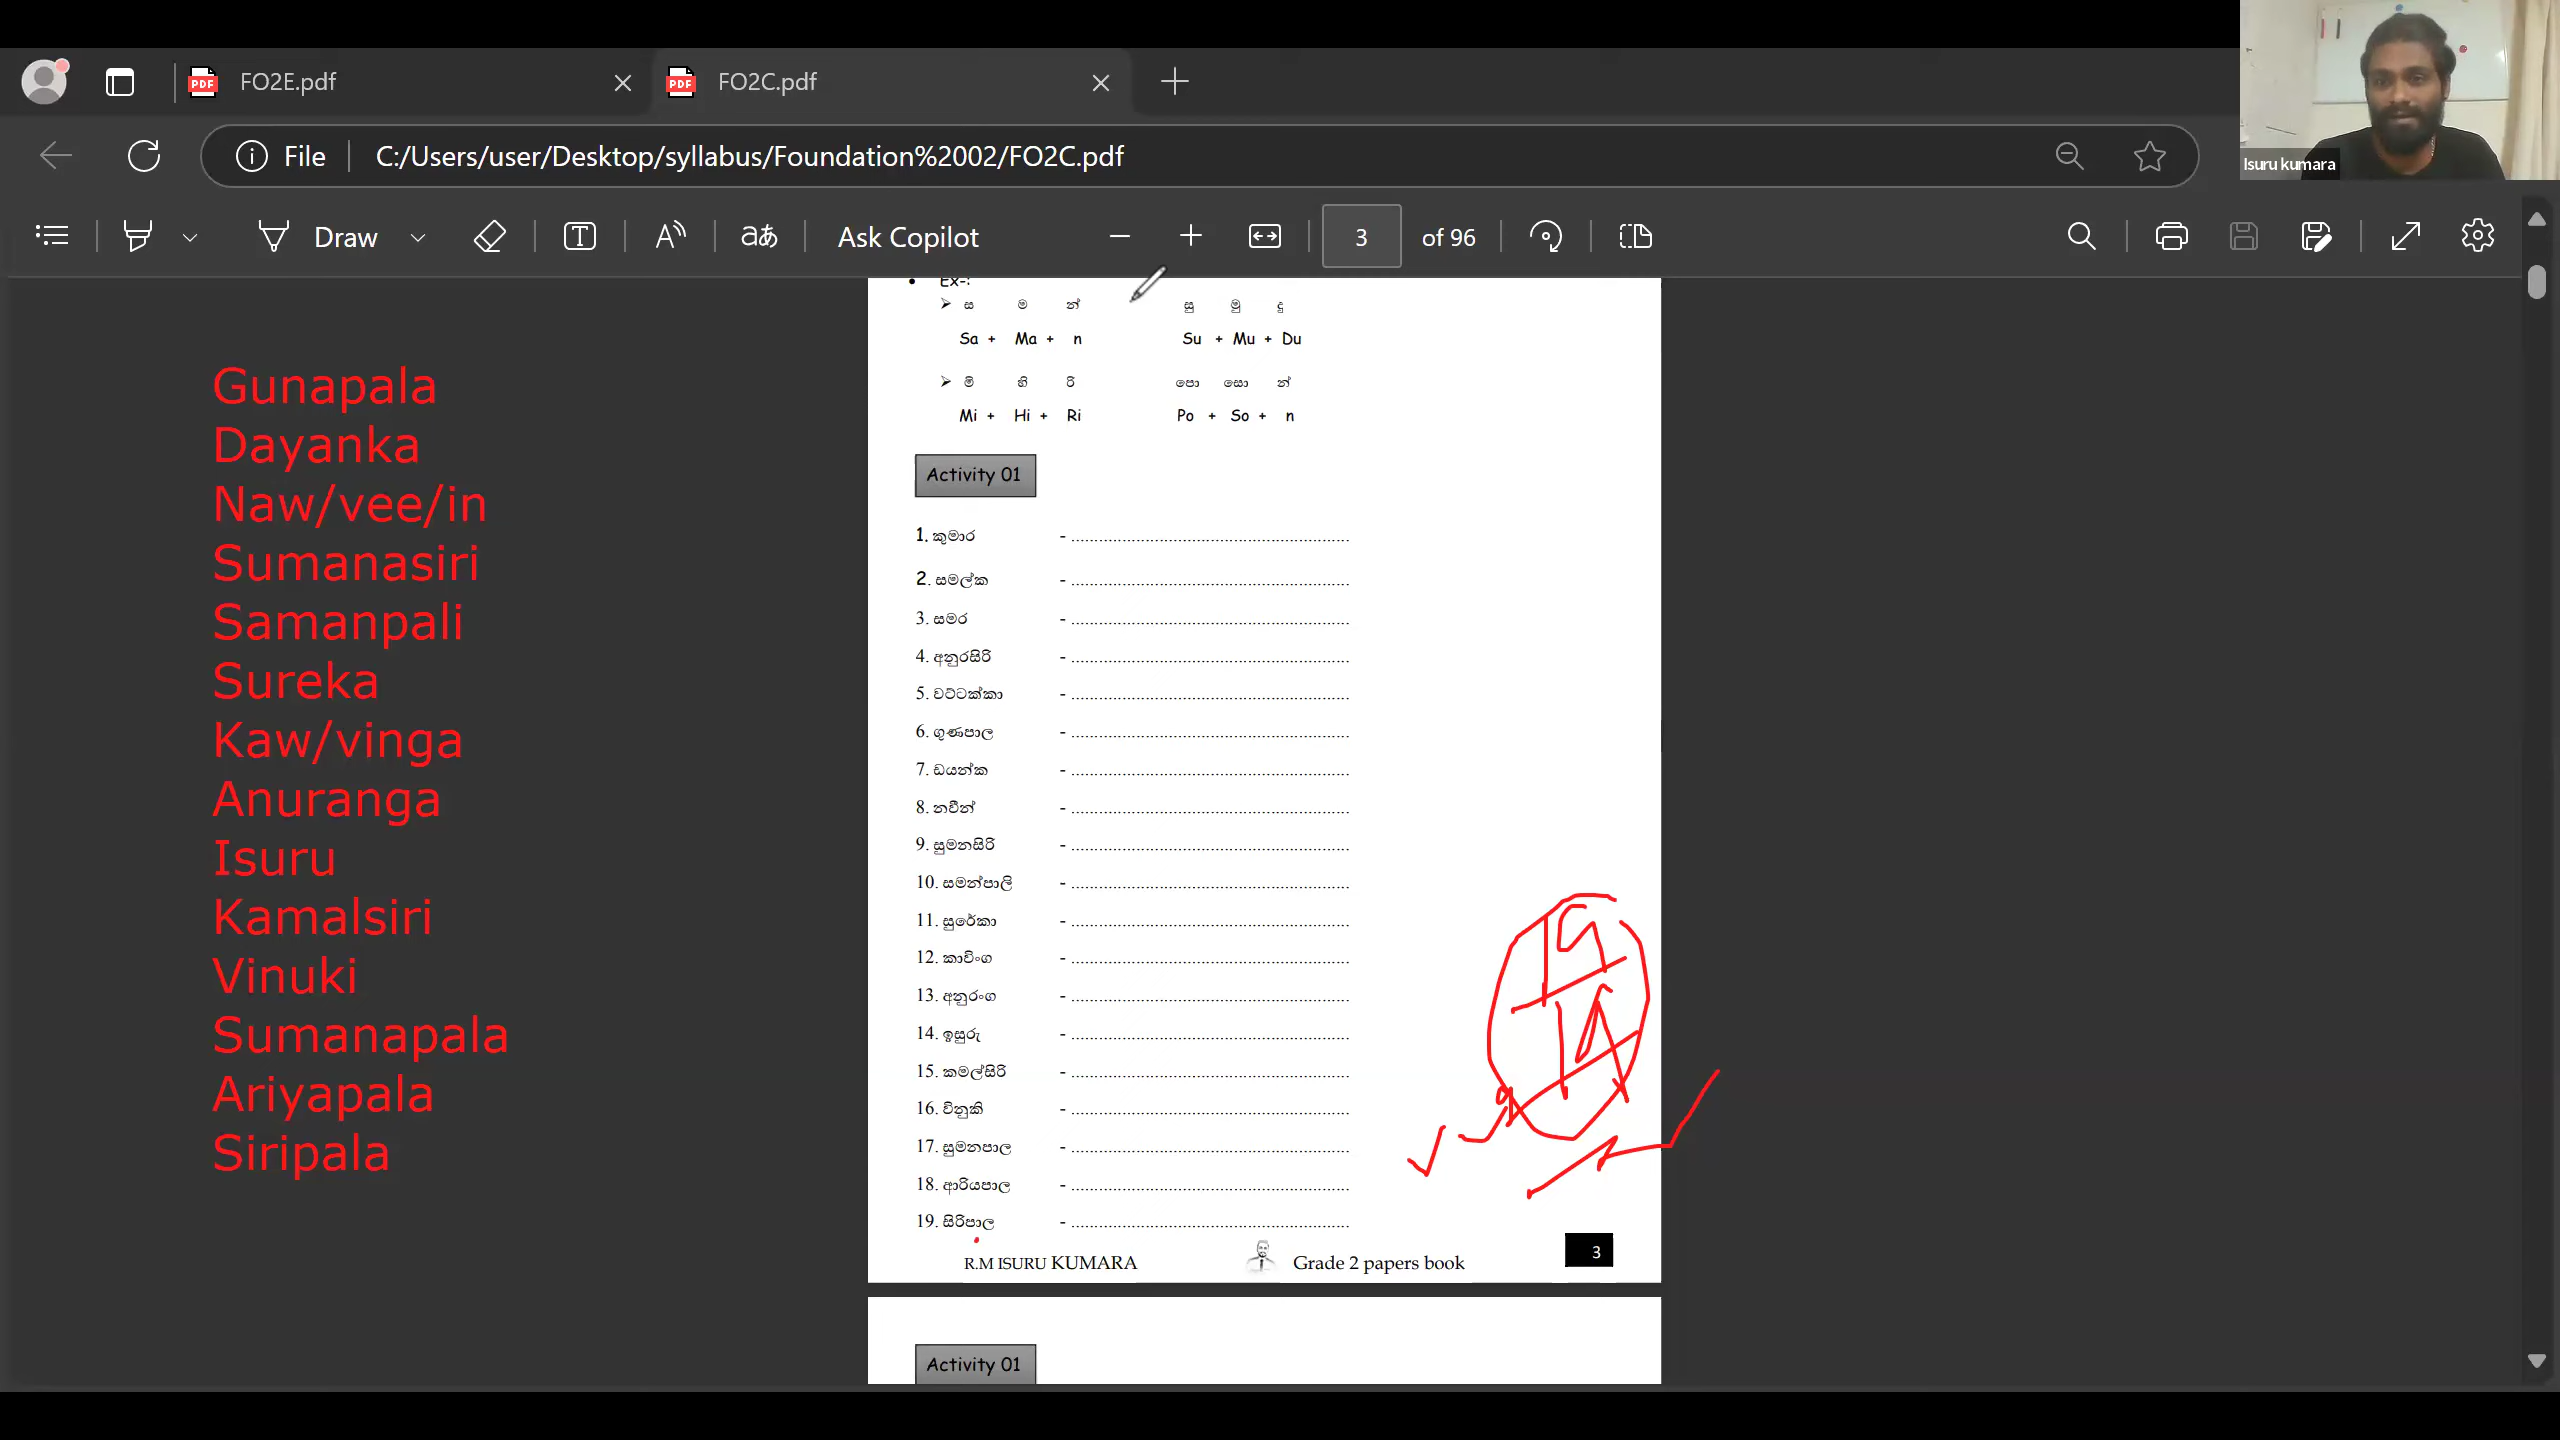 FO2E.pdf
FO2C.pdf
File
C:/Users/user/Desktop/syllabus/Foundation%2002/FO2C.pdf
Isuru kumara
Draw
Ask Copilot
3 of 96
Gunapala
Dayanka
Naw/vee/in
Sumanasiri
Samanpali
Sureka
Kaw/vinga
Anuranga
Isuru
Kamalsiri
Vinuki
Sumanapala
Ariyapala
Siripala
Ex-:
ස ම න් සු මු දු
Sa + Ma + n Su + Mu + Du
මි හි රි පො සො න්
Mi + Hi + Ri Po + So + n
Activity 01
1. කුමාර - ............................................................
2. සමල්ක - ............................................................
3. සමර - ............................................................
4. අනුරසිරි - ............................................................
5. වට්ටක්කා - ............................................................
6. ගුණපාල - ............................................................
7. ඩයන්ක - ............................................................
8. නවීන් - ............................................................
9. සුමනසිරි - ............................................................
10. සමන්පාලි - ............................................................
11. සුරේකා - ............................................................
12. කාවිංග - ............................................................
13. අනුරංග - ............................................................
14. ඉසුරු - ............................................................
15. කමල්සිරි - ............................................................
16. විනුකි - ............................................................
17. සුමනපාල - ............................................................
18. ආරියපාල - ............................................................
19. සිරිපාල - ............................................................
R.M ISURU KUMARA Grade 2 papers book 3
Activity 01